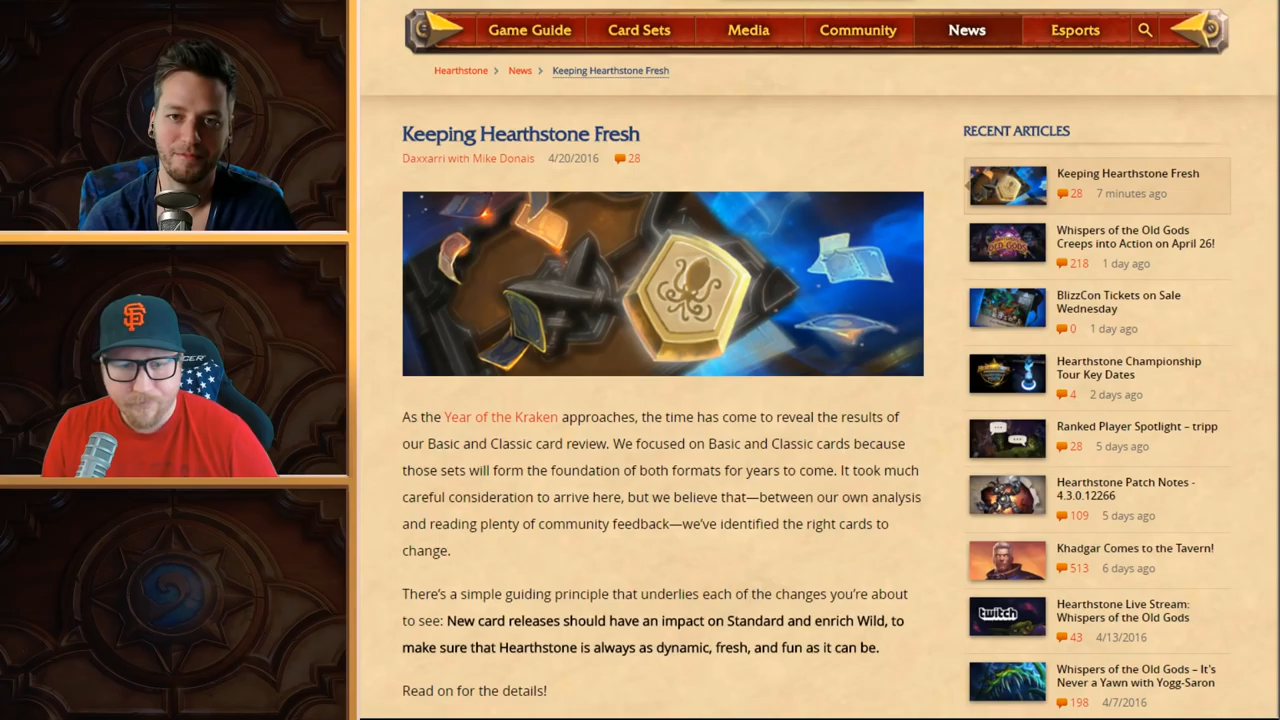 Game Guide
Card Sets
Media
Community
News
Esports
Hearthstone > News > Keeping Hearthstone Fresh
Keeping Hearthstone Fresh
Daxxarri with Mike Donais 4/20/2016 28
As the Year of the Kraken approaches, the time has come to reveal the results of
our Basic and Classic card review. We focused on Basic and Classic cards because
those sets will form the foundation of both formats for years to come. It took much
careful consideration to arrive here, but we believe that—between our own analysis
and reading plenty of community feedback—we've identified the right cards to
change.
There's a simple guiding principle that underlies each of the changes you're about
to see: New card releases should have an impact on Standard and enrich Wild, to
make sure that Hearthstone is always as dynamic, fresh, and fun as it can be.
Read on for the details!
RECENT ARTICLES
Keeping Hearthstone Fresh
28 7 minutes ago
OLD GODS
Whispers of the Old Gods
Creeps into Action on April 26!
218 1 day ago
BlizzCon Tickets on Sale
Wednesday
0 1 day ago
Hearthstone Championship
Tour Key Dates
4 2 days ago
Ranked Player Spotlight – tripp
28 5 days ago
Hearthstone Patch Notes -
4.3.0.12266
109 5 days ago
Khadgar Comes to the Tavern!
513 6 days ago
twitch
Hearthstone Live Stream:
Whispers of the Old Gods
43 4/13/2016
Whispers of the Old Gods – It's
Never a Yawn with Yogg-Saron
198 4/7/2016
SF